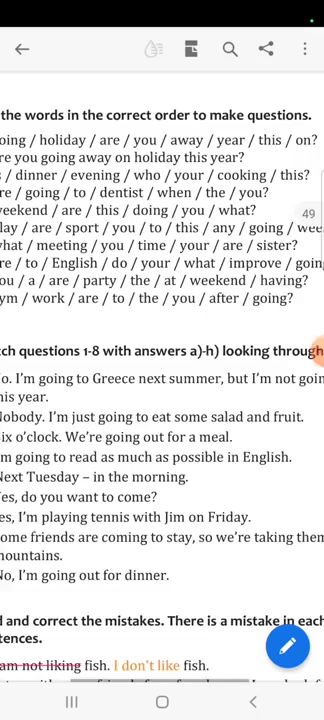 the words in the correct order to make questions.
oing / holiday / are / you / away / year / this / on?
re you going away on holiday this year?
s / dinner / evening / who / your / cooking / this?
re / going / to / dentist / when / the / you?
weekend / are / this / doing / you / what?
49
lay / are / sport / you / to / this / any / going / wee
what / meeting / you / time / your / are / sister?
re / to / English / do / your / what / improve / going
ou / a / are / party / the / at / weekend / having?
ym / work / are / to / the / you / after / going?
tch questions 1-8 with answers a)-h) looking through
o. I'm going to Greece next summer, but I'm not goin
his year.
Nobody. I'm just going to eat some salad and fruit.
Six o'clock. We're going out for a meal.
'm going to read as much as possible in English.
Next Tuesday – in the morning.
Yes, do you want to come?
es, I'm playing tennis with Jim on Friday.
ome friends are coming to stay, so we're taking them
mountains.
No, I'm going out for dinner.
d and correct the mistakes. There is a mistake in each
tences.
am not liking fish. I don't like fish.